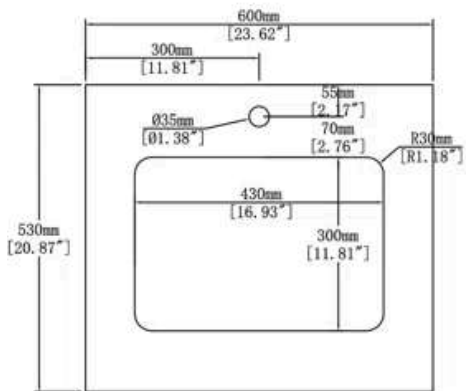 600mm
[23.62"]
300mm
[11.81"]
55mm
[2.17"]
Ø35mm
[Ø1.38"]
70mm
[2.76"]
R30mm
[R1.18"]
430mm
[16.93"]
530mm
[20.87"]
300mm
[11.81"]